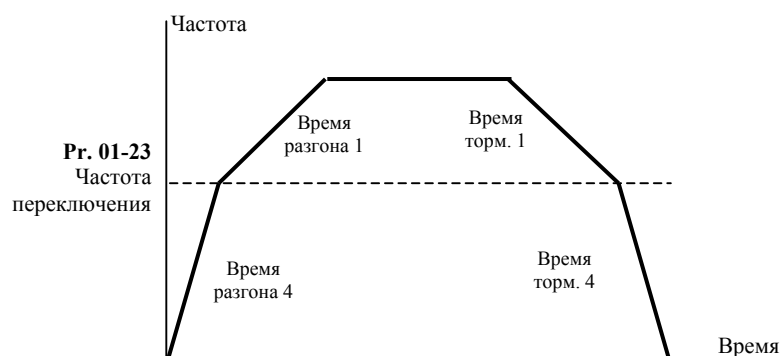 Частота
Время
разгона 1
Время
торм. 1
Pr. 01-23
Частота
переключения
Время
разгона 4
Время
торм. 4
Время